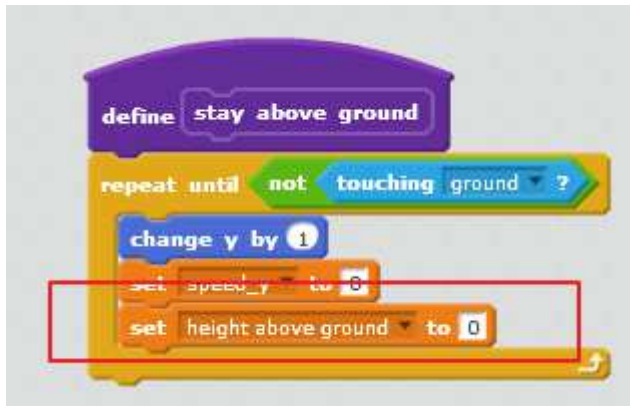 define stay above ground
repeat until not touching ground ?
change y by 1
set speed_y to 0
set height above ground to 0